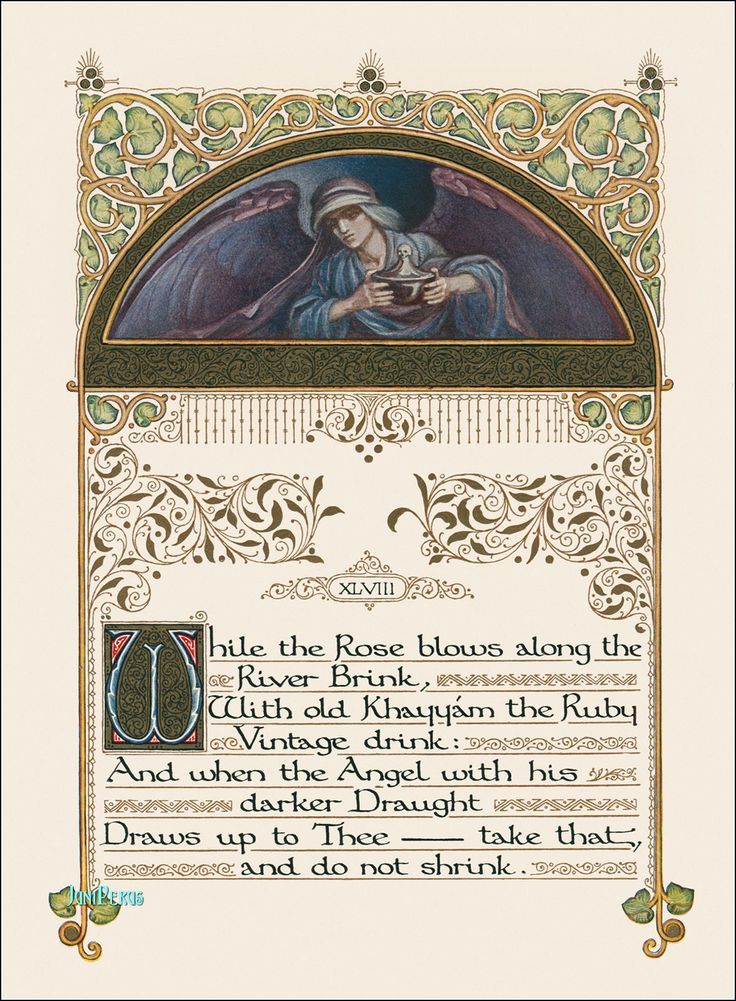 XLVIII
While the Rose blows along the
River Brink,
With old Khayyám the Ruby
Vintage drink:
And when the Angel with his
darker Draught
Draws up to Thee — take that,
and do not shrink.
JuniPerus